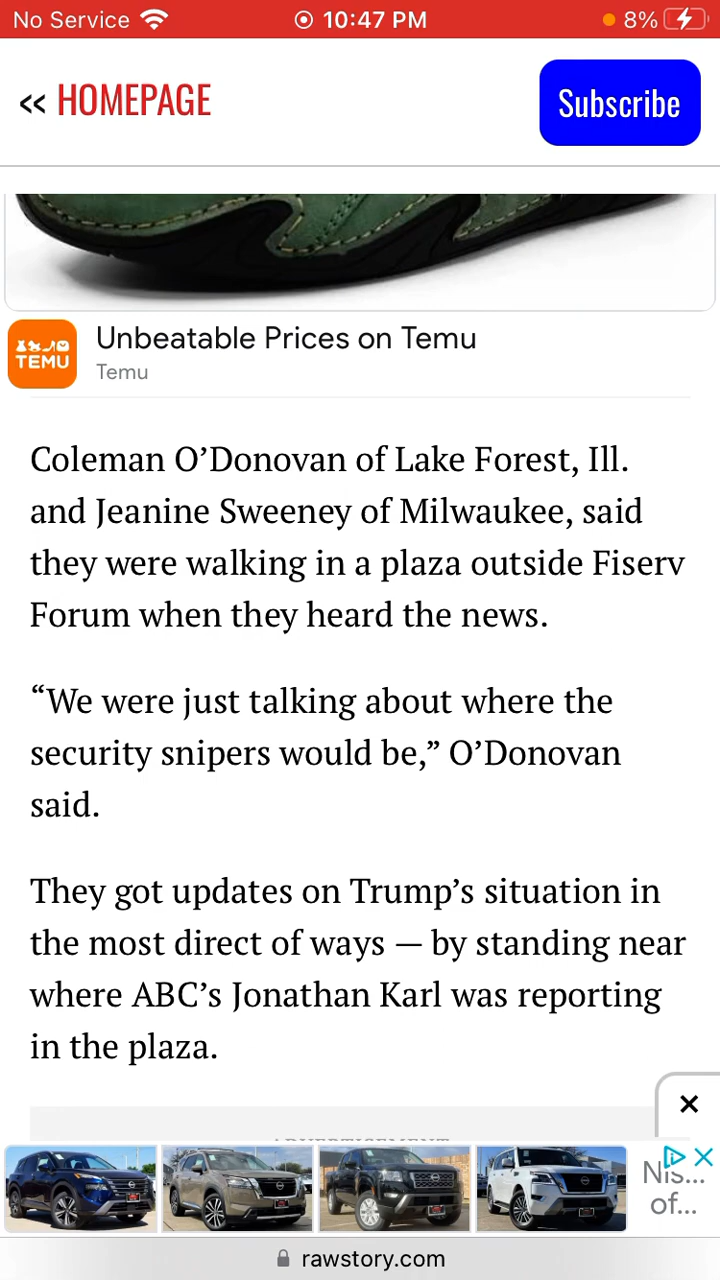 No Service 10:47 PM 8%
<< HOMEPAGE Subscribe
TEMU
Unbeatable Prices on Temu
Temu
Coleman O’Donovan of Lake Forest, Ill.
and Jeanine Sweeney of Milwaukee, said
they were walking in a plaza outside Fiserv
Forum when they heard the news.
“We were just talking about where the
security snipers would be,” O’Donovan
said.
They got updates on Trump’s situation in
the most direct of ways — by standing near
where ABC’s Jonathan Karl was reporting
in the plaza.
ADVERTISEMENT
Nis...
of...
rawstory.com